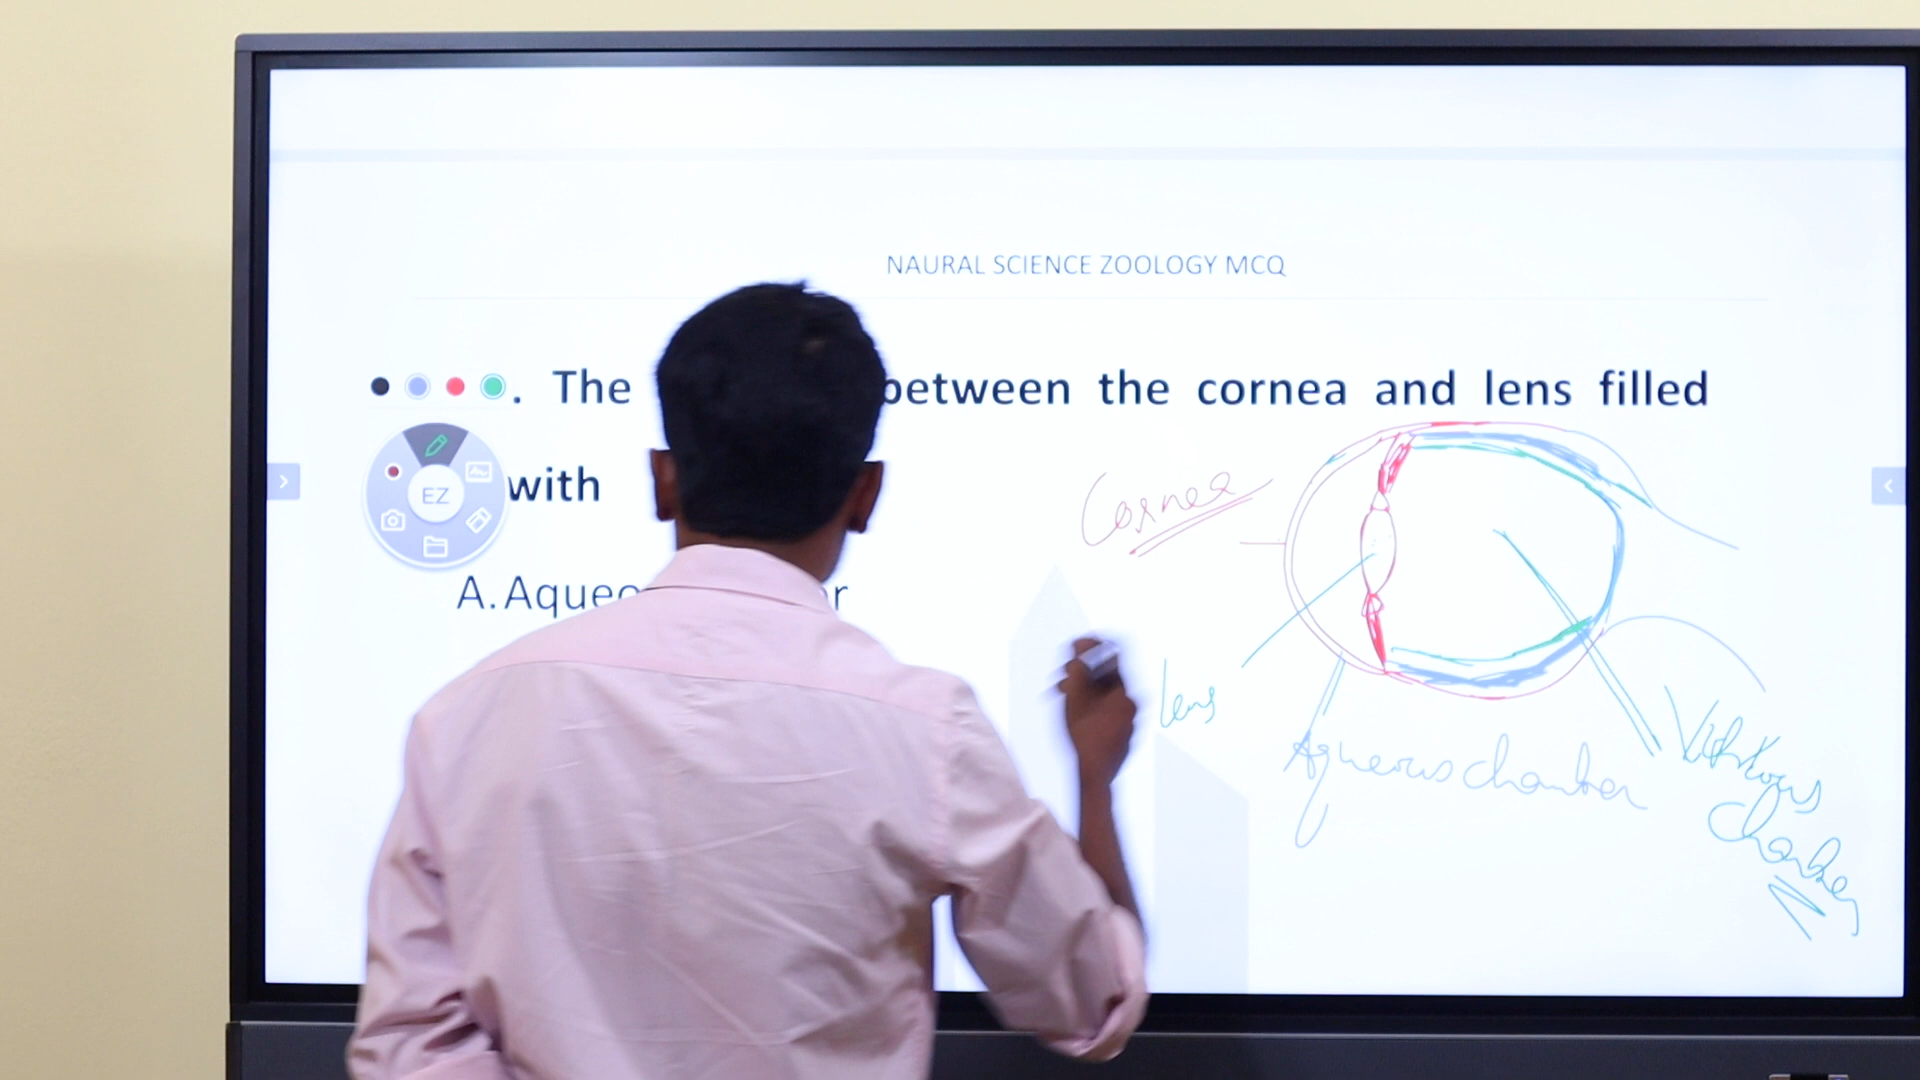 NAURAL SCIENCE ZOOLOGY MCQ
. The between the cornea and lens filled
with
EZ
Cornea
A. Aqueo r
lens
Aqueous chamber
Vitreous
chamber